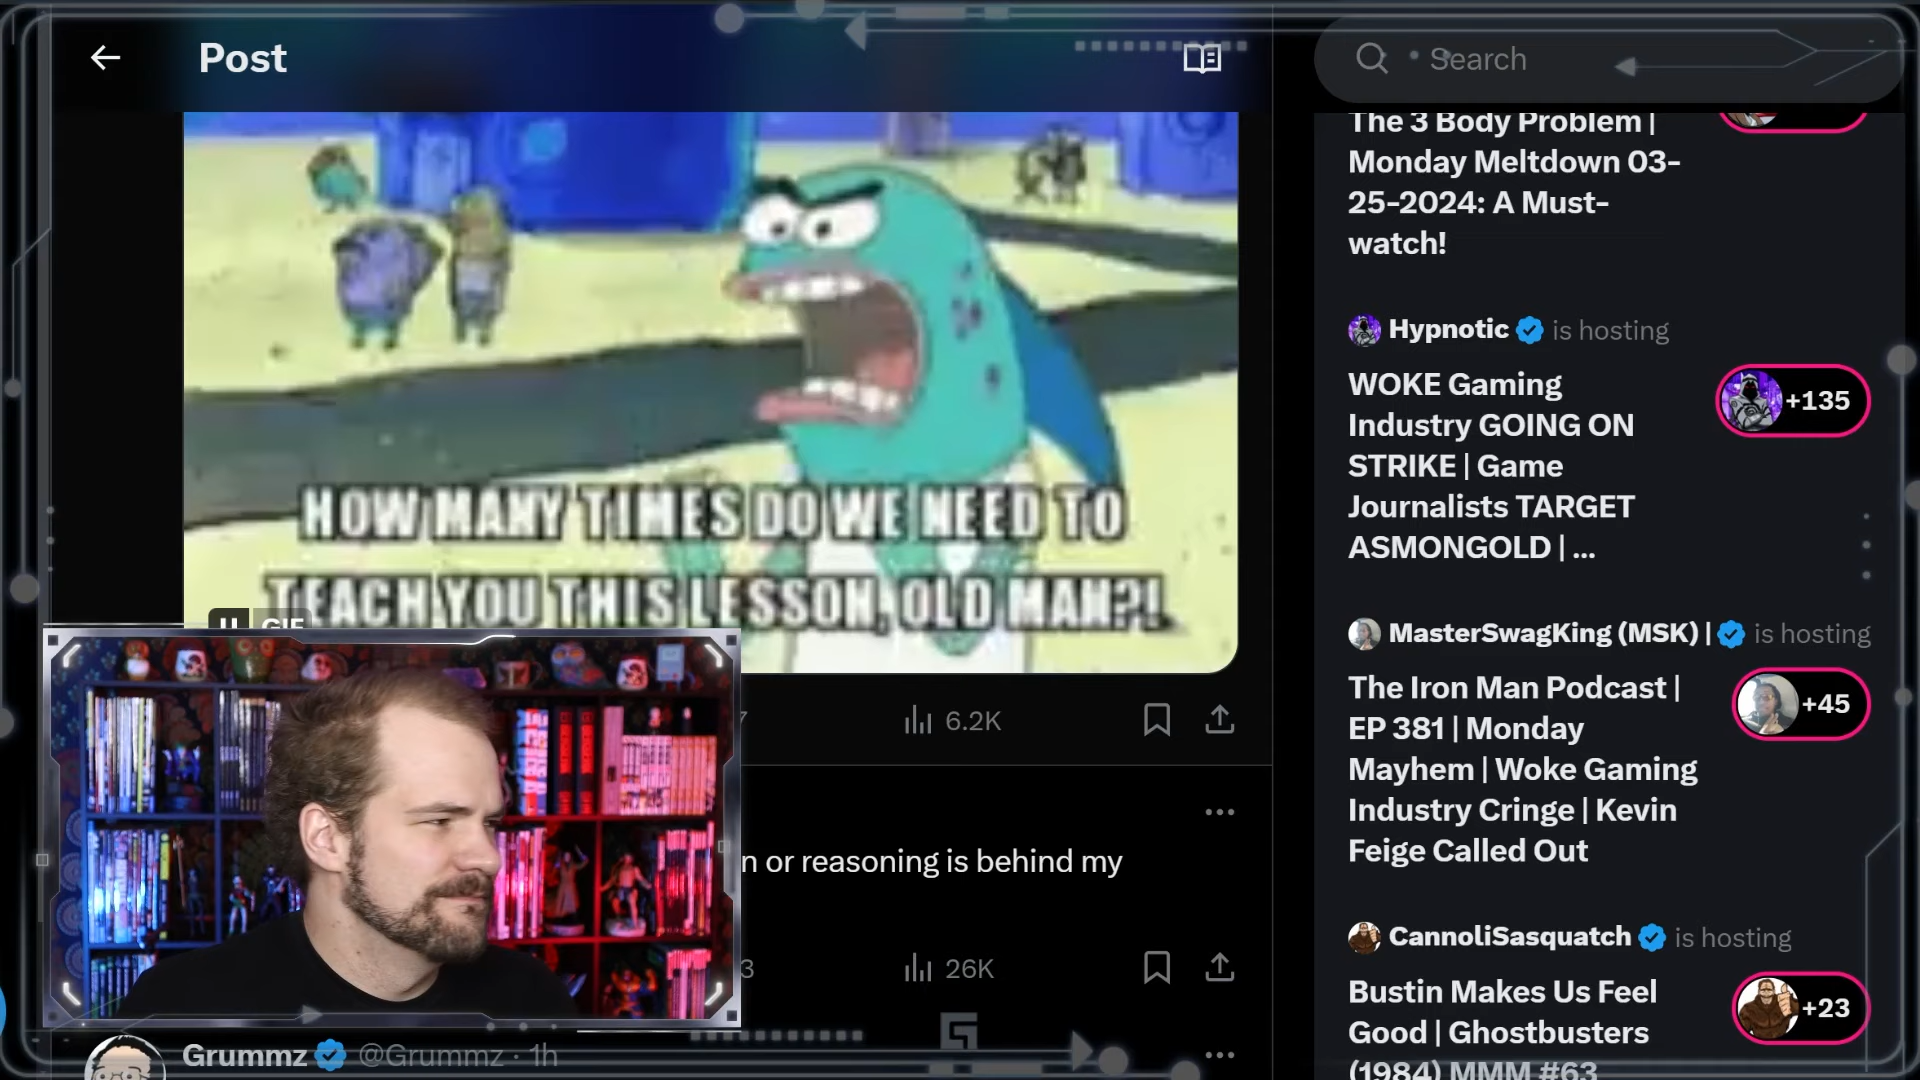 Post
Search
HOW MANY TIMES DO WE NEED TO
TEACH YOU THIS LESSON, OLD MAN?!
GIF
6.2K
n or reasoning is behind my
3
26K
Grummz @Grummz · 1h
The 3 Body Problem |
Monday Meltdown 03-
25-2024: A Must-
watch!
Hypnotic is hosting
WOKE Gaming
Industry GOING ON
STRIKE | Game
Journalists TARGET
ASMONGOLD | ...
+135
MasterSwagKing (MSK) | is hosting
The Iron Man Podcast |
EP 381 | Monday
Mayhem | Woke Gaming
Industry Cringe | Kevin
Feige Called Out
+45
CannoliSasquatch is hosting
Bustin Makes Us Feel
Good | Ghostbusters
(1984) MMM #63
+23